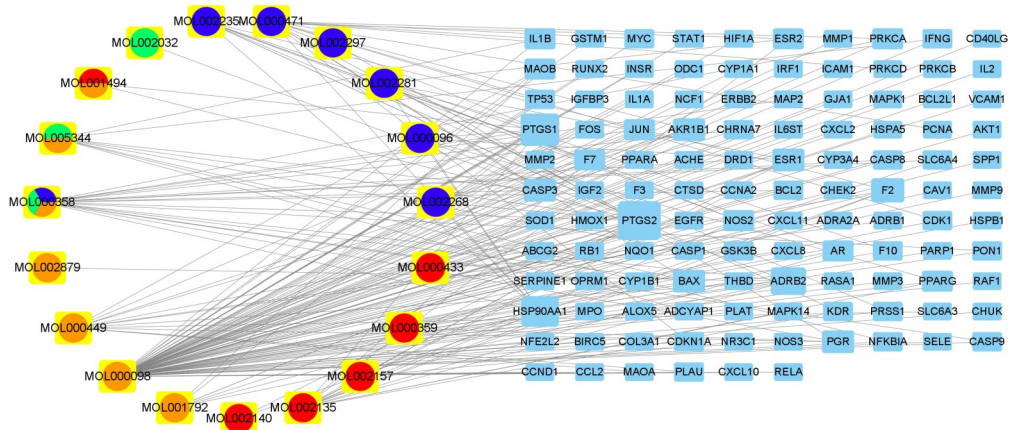 MOL002235 MOL000471
MOL002032
MOL002297
MOL001494
MOL002281
MOL005344
MOL000096
MOL000358
MOL002268
MOL002879
MOL000433
MOL000449
MOL000359
MOL000098
MOL002157
MOL001792
MOL002140
MOL002135
IL1B GSTM1 MYC STAT1 HIF1A ESR2 MMP1 PRKCA IFNG CD40LG
MAOB RUNX2 INSR ODC1 CYP1A1 IRF1 ICAM1 PRKCD PRKCB IL2
TP53 IGFBP3 IL1A NCF1 ERBB2 MAP2 GJA1 MAPK1 BCL2L1 VCAM1
PTGS1 FOS JUN AKR1B1 CHRNA7 IL6ST CXCL2 HSPA5 PCNA AKT1
MMP2 F7 PPARA ACHE DRD1 ESR1 CYP3A4 CASP8 SLC6A4 SPP1
CASP3 IGF2 F3 CTSD CCNA2 BCL2 CHEK2 F2 CAV1 MMP9
SOD1 HMOX1 PTGS2 EGFR NOS2 CXCL11 ADRA2A ADRB1 CDK1 HSPB1
ABCG2 RB1 NQO1 CASP1 GSK3B CXCL8 AR F10 PARP1 PON1
SERPINE1 OPRM1 CYP1B1 BAX THBD ADRB2 RASA1 MMP3 PPARG RAF1
HSP90AA1 MPO ALOX5 ADCYAP1 PLAT MAPK14 KDR PRSS1 SLC6A3 CHUK
NFE2L2 BIRC5 COL3A1 CDKN1A NR3C1 NOS3 PGR NFKBIA SELE CASP9
CCND1 CCL2 MAOA PLAU CXCL10 RELA